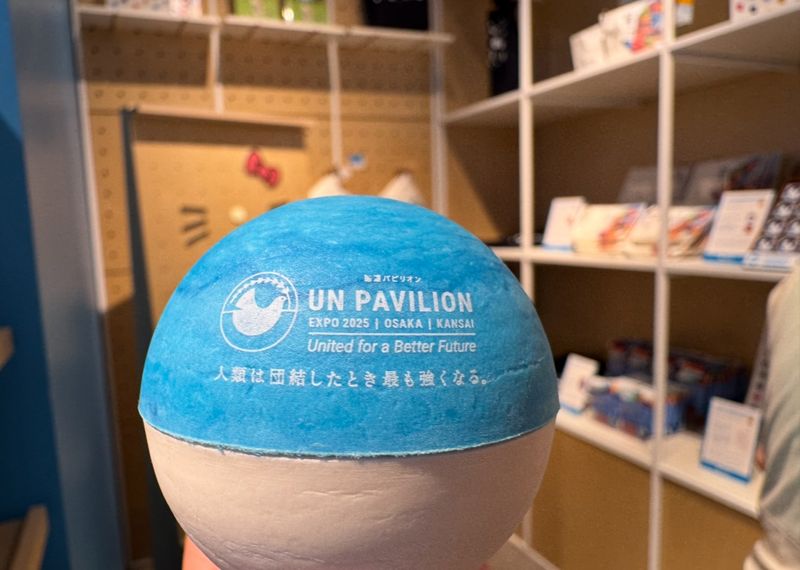 国連パビリオン
UN PAVILION
EXPO 2025 | OSAKA | KANSAI
United for a Better Future
人類は団結したとき最も強くなる。